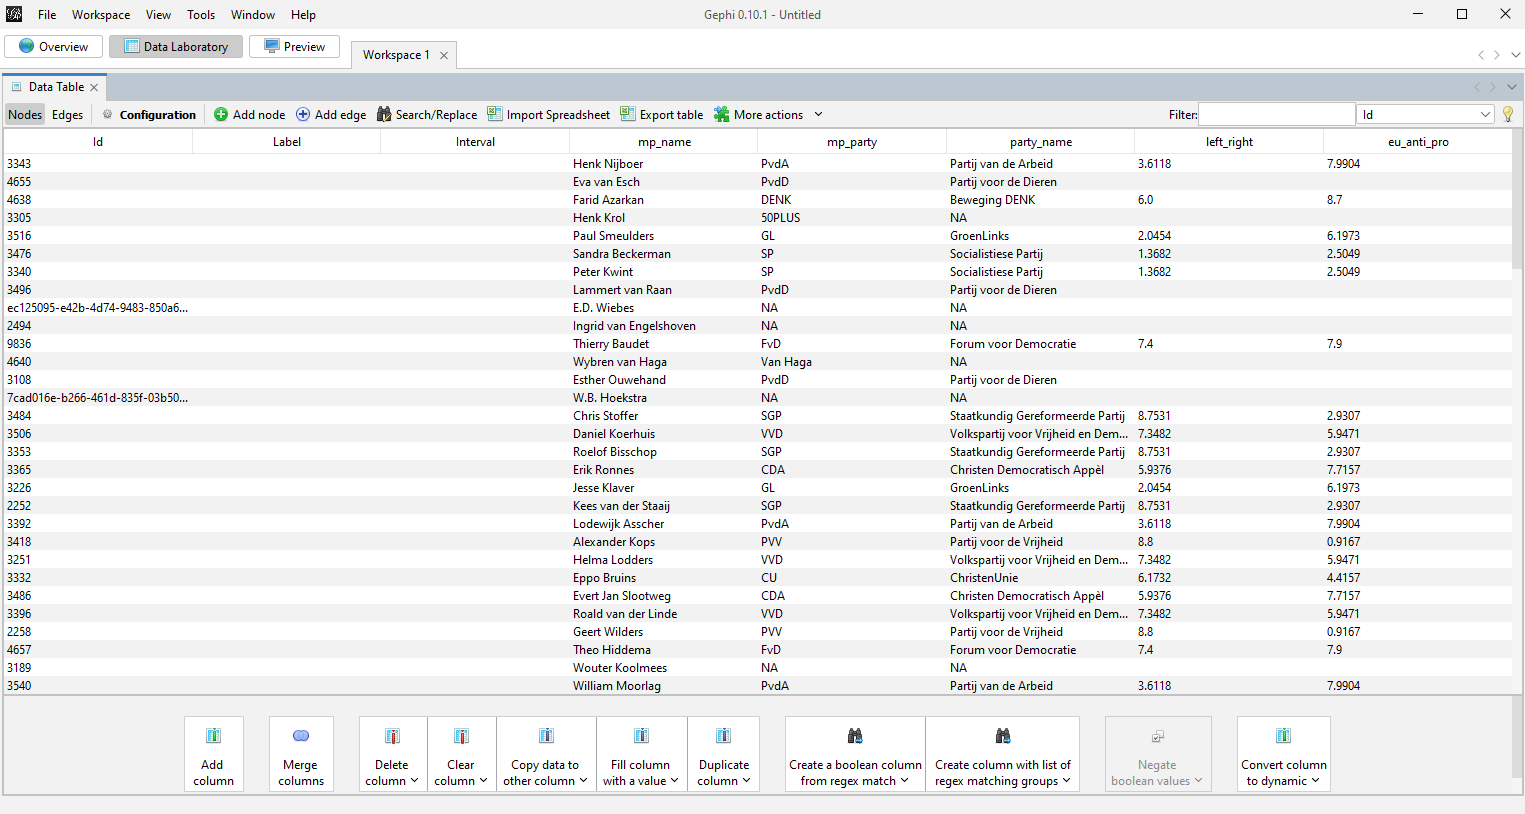 File Workspace View Tools Window Help Gephi 0.10.1 - Untitled
Overview Data Laboratory Preview Workspace 1
Data Table
Nodes Edges Configuration Add node Add edge Search/Replace Import Spreadsheet Export table More actions Filter: Id
Id Label Interval mp_name mp_party party_name left_right eu_anti_pro
3343 Henk Nijboer PvdA Partij van de Arbeid 3.6118 7.9904
4655 Eva van Esch PvdD Partij voor de Dieren
4638 Farid Azarkan DENK Beweging DENK 6.0 8.7
3305 Henk Krol 50PLUS NA
3516 Paul Smeulders GL GroenLinks 2.0454 6.1973
3476 Sandra Beckerman SP Socialistiese Partij 1.3682 2.5049
3340 Peter Kwint SP Socialistiese Partij 1.3682 2.5049
3496 Lammert van Raan PvdD Partij voor de Dieren
ec125095-e42b-4d74-9483-850a6... E.D. Wiebes NA NA
2494 Ingrid van Engelshoven NA NA
9836 Thierry Baudet FvD Forum voor Democratie 7.4 7.9
4640 Wybren van Haga Van Haga NA
3108 Esther Ouwehand PvdD Partij voor de Dieren
7cad016e-b266-461d-835f-03b50... W.B. Hoekstra NA NA
3484 Chris Stoffer SGP Staatkundig Gereformeerde Partij 8.7531 2.9307
3506 Daniel Koerhuis VVD Volkspartij voor Vrijheid en Dem... 7.3482 5.9471
3353 Roelof Bisschop SGP Staatkundig Gereformeerde Partij 8.7531 2.9307
3365 Erik Ronnes CDA Christen Democratisch Appèl 5.9376 7.7157
3226 Jesse Klaver GL GroenLinks 2.0454 6.1973
2252 Kees van der Staaij SGP Staatkundig Gereformeerde Partij 8.7531 2.9307
3392 Lodewijk Asscher PvdA Partij van de Arbeid 3.6118 7.9904
3418 Alexander Kops PVV Partij voor de Vrijheid 8.8 0.9167
3251 Helma Lodders VVD Volkspartij voor Vrijheid en Dem... 7.3482 5.9471
3332 Eppo Bruins CU ChristenUnie 6.1732 4.4157
3486 Evert Jan Slootweg CDA Christen Democratisch Appèl 5.9376 7.7157
3396 Roald van der Linde VVD Volkspartij voor Vrijheid en Dem... 7.3482 5.9471
2258 Geert Wilders PVV Partij voor de Vrijheid 8.8 0.9167
4657 Theo Hiddema FvD Forum voor Democratie 7.4 7.9
3189 Wouter Koolmees NA NA
3540 William Moorlag PvdA Partij van de Arbeid 3.6118 7.9904
Add Merge Delete Clear Copy data to Fill column Duplicate Create a boolean column Create column with list of Negate Convert column
column columns column column other column with a value column from regex match regex matching groups boolean values to dynamic